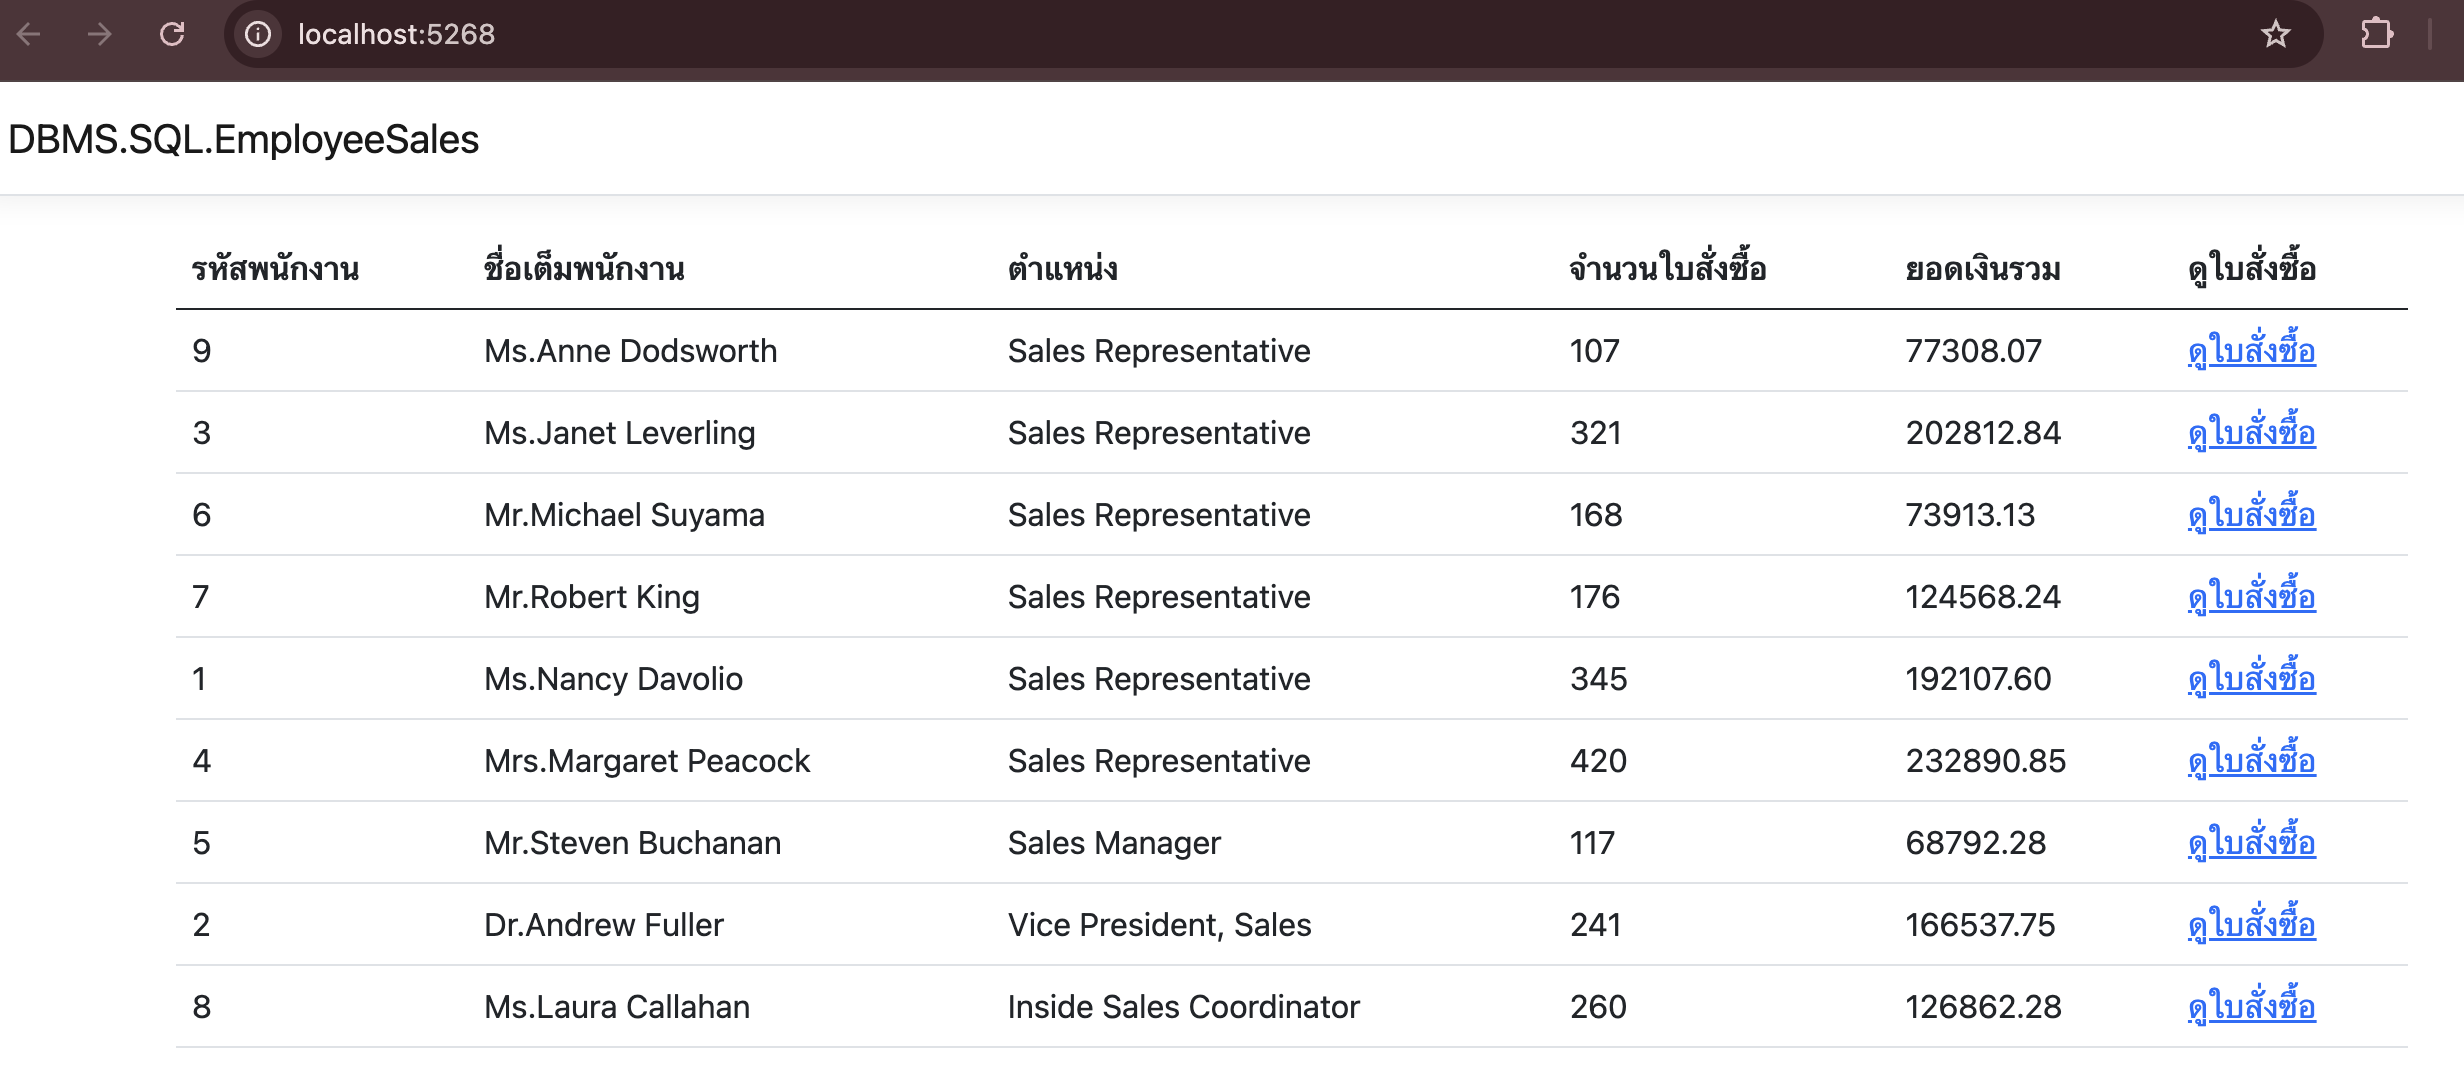 localhost:5268
DBMS.SQL.EmployeeSales
รหัสพนักงาน ชื่อเต็มพนักงาน ตำแหน่ง จำนวนใบสั่งซื้อ ยอดเงินรวม ดูใบสั่งซื้อ
9 Ms.Anne Dodsworth Sales Representative 107 77308.07 ดูใบสั่งซื้อ
3 Ms.Janet Leverling Sales Representative 321 202812.84 ดูใบสั่งซื้อ
6 Mr.Michael Suyama Sales Representative 168 73913.13 ดูใบสั่งซื้อ
7 Mr.Robert King Sales Representative 176 124568.24 ดูใบสั่งซื้อ
1 Ms.Nancy Davolio Sales Representative 345 192107.60 ดูใบสั่งซื้อ
4 Mrs.Margaret Peacock Sales Representative 420 232890.85 ดูใบสั่งซื้อ
5 Mr.Steven Buchanan Sales Manager 117 68792.28 ดูใบสั่งซื้อ
2 Dr.Andrew Fuller Vice President, Sales 241 166537.75 ดูใบสั่งซื้อ
8 Ms.Laura Callahan Inside Sales Coordinator 260 126862.28 ดูใบสั่งซื้อ